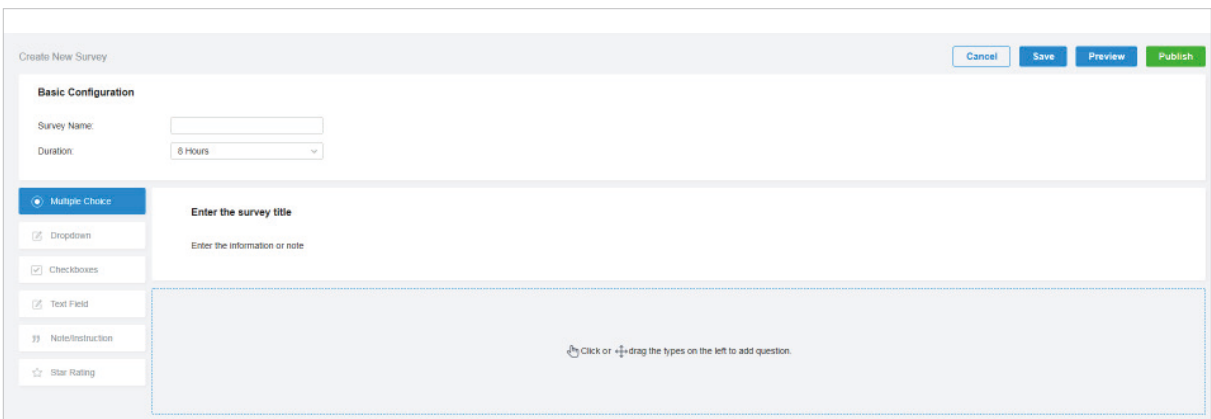 Create New Survey
Cancel
Save
Preview
Publish
Basic Configuration
Survey Name:
Duration:
8 Hours
Multiple Choice
Enter the survey title
Dropdown
Enter the information or note
Checkboxes
Text Field
Note/Instruction
Click or drag the types on the left to add question.
Star Rating